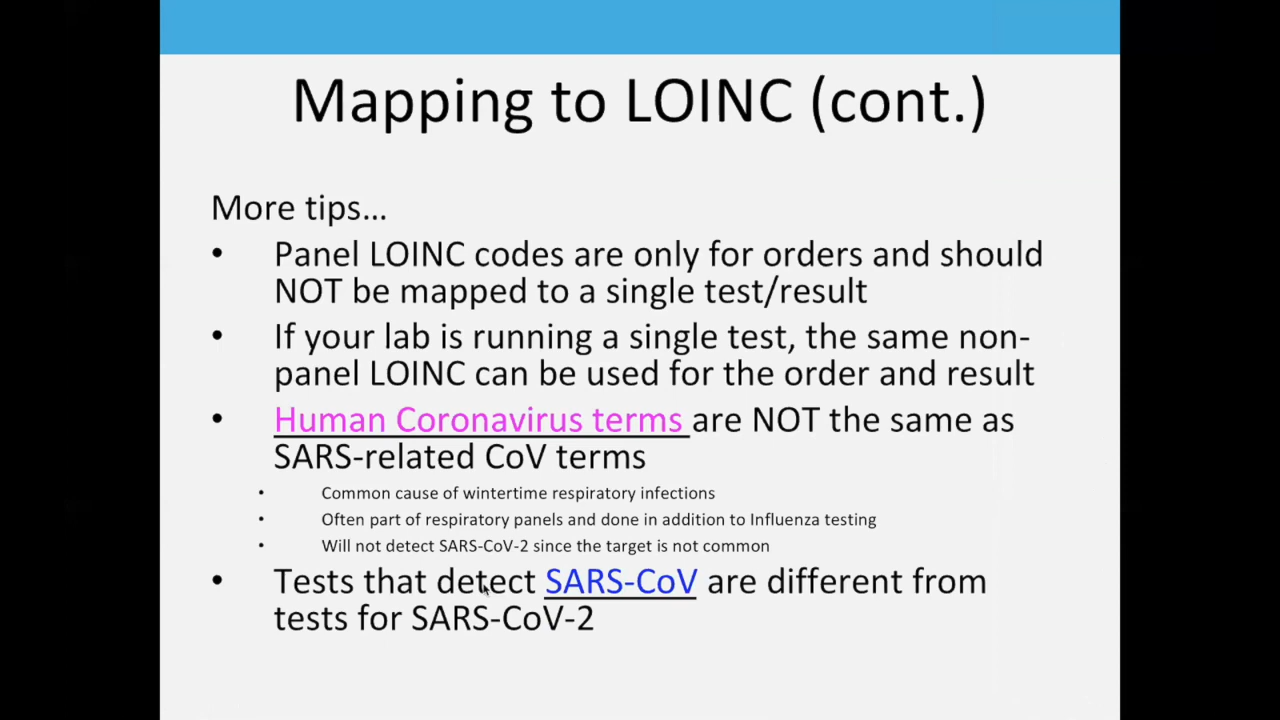 Mapping to LOINC (cont.)
More tips…
• Panel LOINC codes are only for orders and should
NOT be mapped to a single test/result
• If your lab is running a single test, the same non-
panel LOINC can be used for the order and result
• Human Coronavirus terms are NOT the same as
SARS-related CoV terms
• Common cause of wintertime respiratory infections
• Often part of respiratory panels and done in addition to Influenza testing
• Will not detect SARS-CoV-2 since the target is not common
• Tests that detect SARS-CoV are different from
tests for SARS-CoV-2